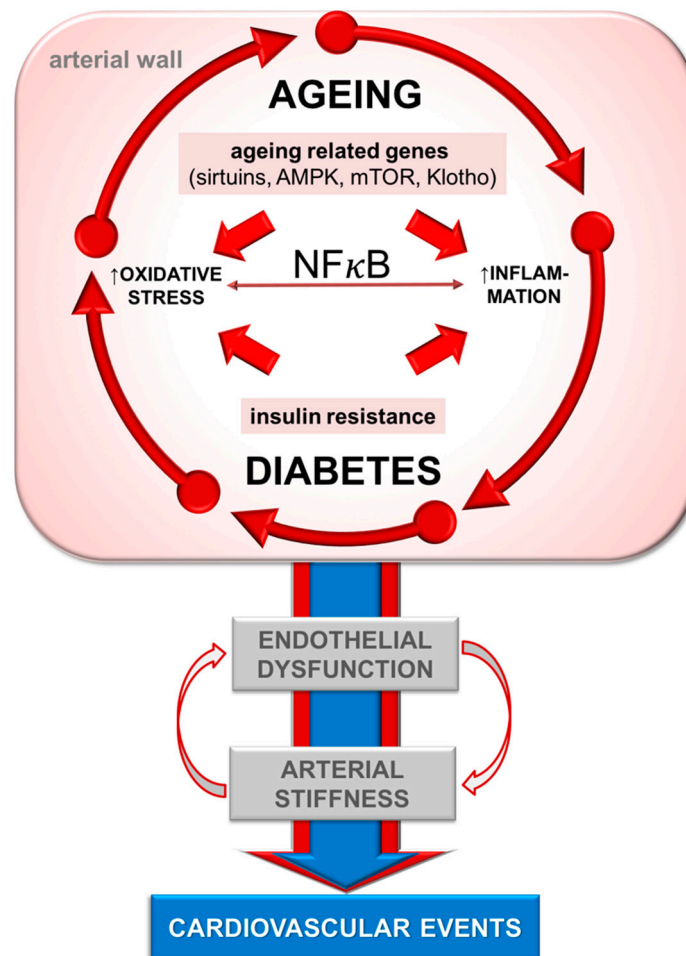 arterial wall
AGEING
ageing related genes
(sirtuins, AMPK, mTOR, Klotho)
NFκB
↑OXIDATIVE
STRESS
↑INFLAM-
MATION
insulin resistance
DIABETES
ENDOTHELIAL
DYSFUNCTION
ARTERIAL
STIFFNESS
CARDIOVASCULAR EVENTS